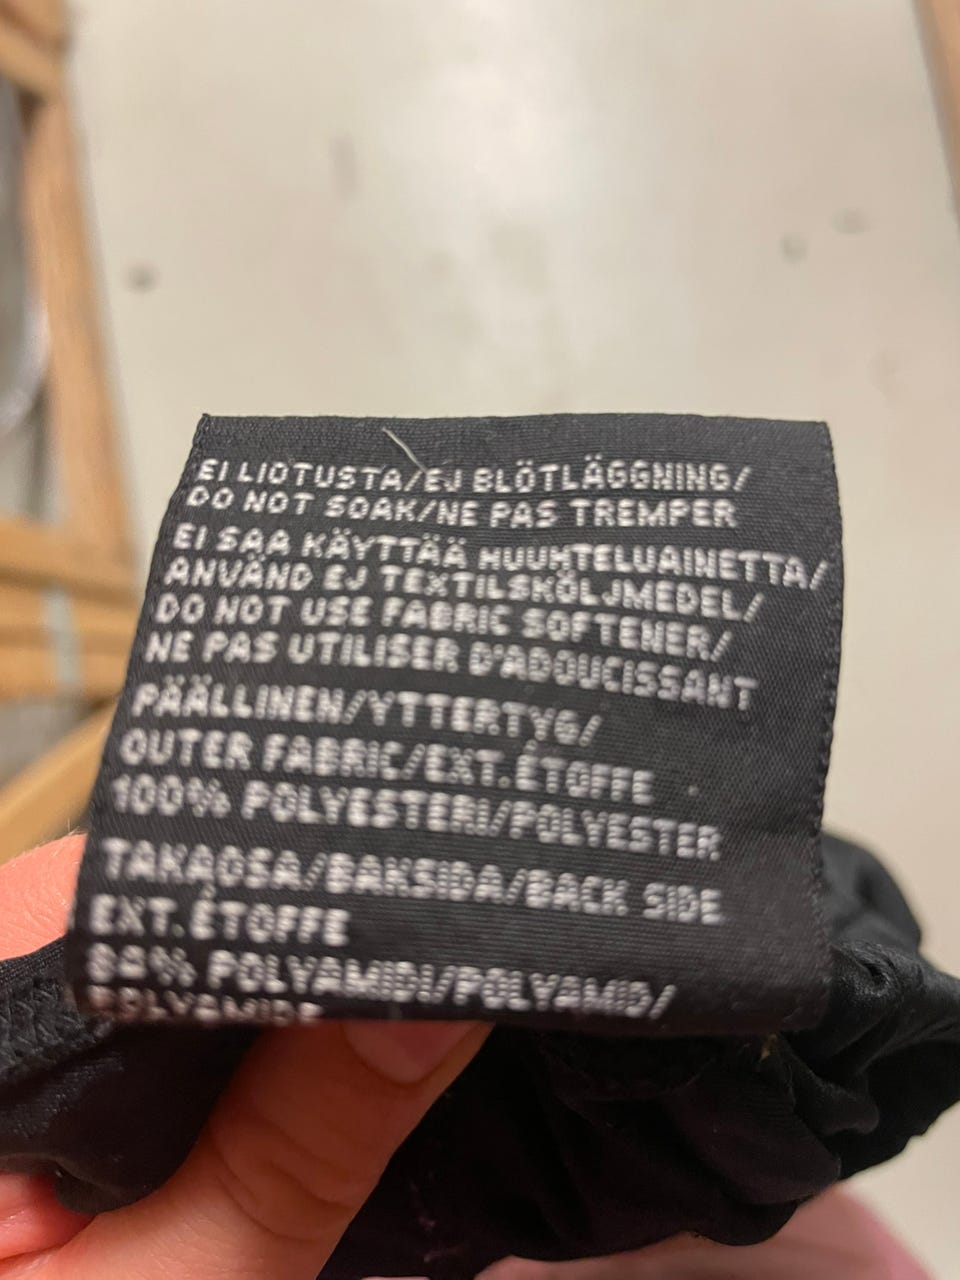 EI LIOTUSTA/EJ BLÖTLÄGGNING/
DO NOT SOAK/NE PAS TREMPER
EI SAA KÄYTTÄÄ HUUHTELUAINETTA/
ANVÄND EJ TEXTILSKÖLJMEDEL/
DO NOT USE FABRIC SOFTENER/
NE PAS UTILISER D'ADOUCISSANT
PÄÄLLINEN/YTTERTYG/
OUTER FABRIC/EXT.ÉTOFFE
100% POLYESTERI/POLYESTER
TAKAOSA/BAKSIDA/BACK SIDE
EXT.ÉTOFFE
84% POLYAMIDI/POLYAMID/
POLYAMIDE